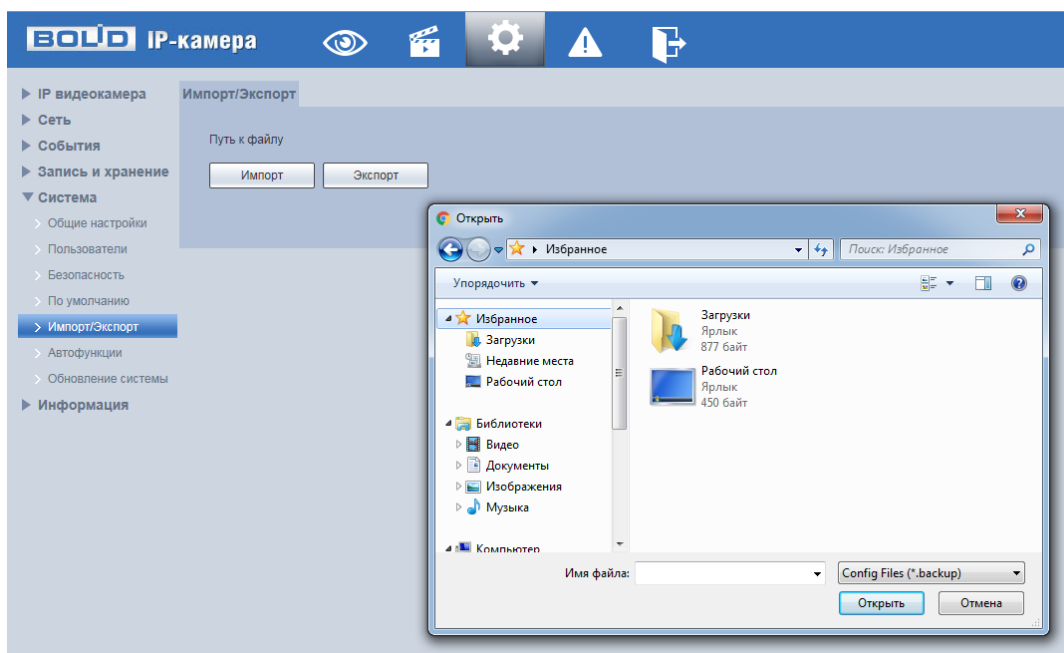 BOLID IP-камера
IP видеокамера
Сеть
События
Запись и хранение
Система
Общие настройки
Пользователи
Безопасность
По умолчанию
Импорт/Экспорт
Автофункции
Обновление системы
Информация
Импорт/Экспорт
Путь к файлу
Импорт Экспорт
Открыть
Избранное Поиск: Избранное
Упорядочить
Избранное
Загрузки
Недавние места
Рабочий стол
Библиотеки
Видео
Документы
Изображения
Музыка
Компьютер
Загрузки
Ярлык
877 байт
Рабочий стол
Ярлык
450 байт
Имя файла: Config Files (*.backup)
Открыть Отмена